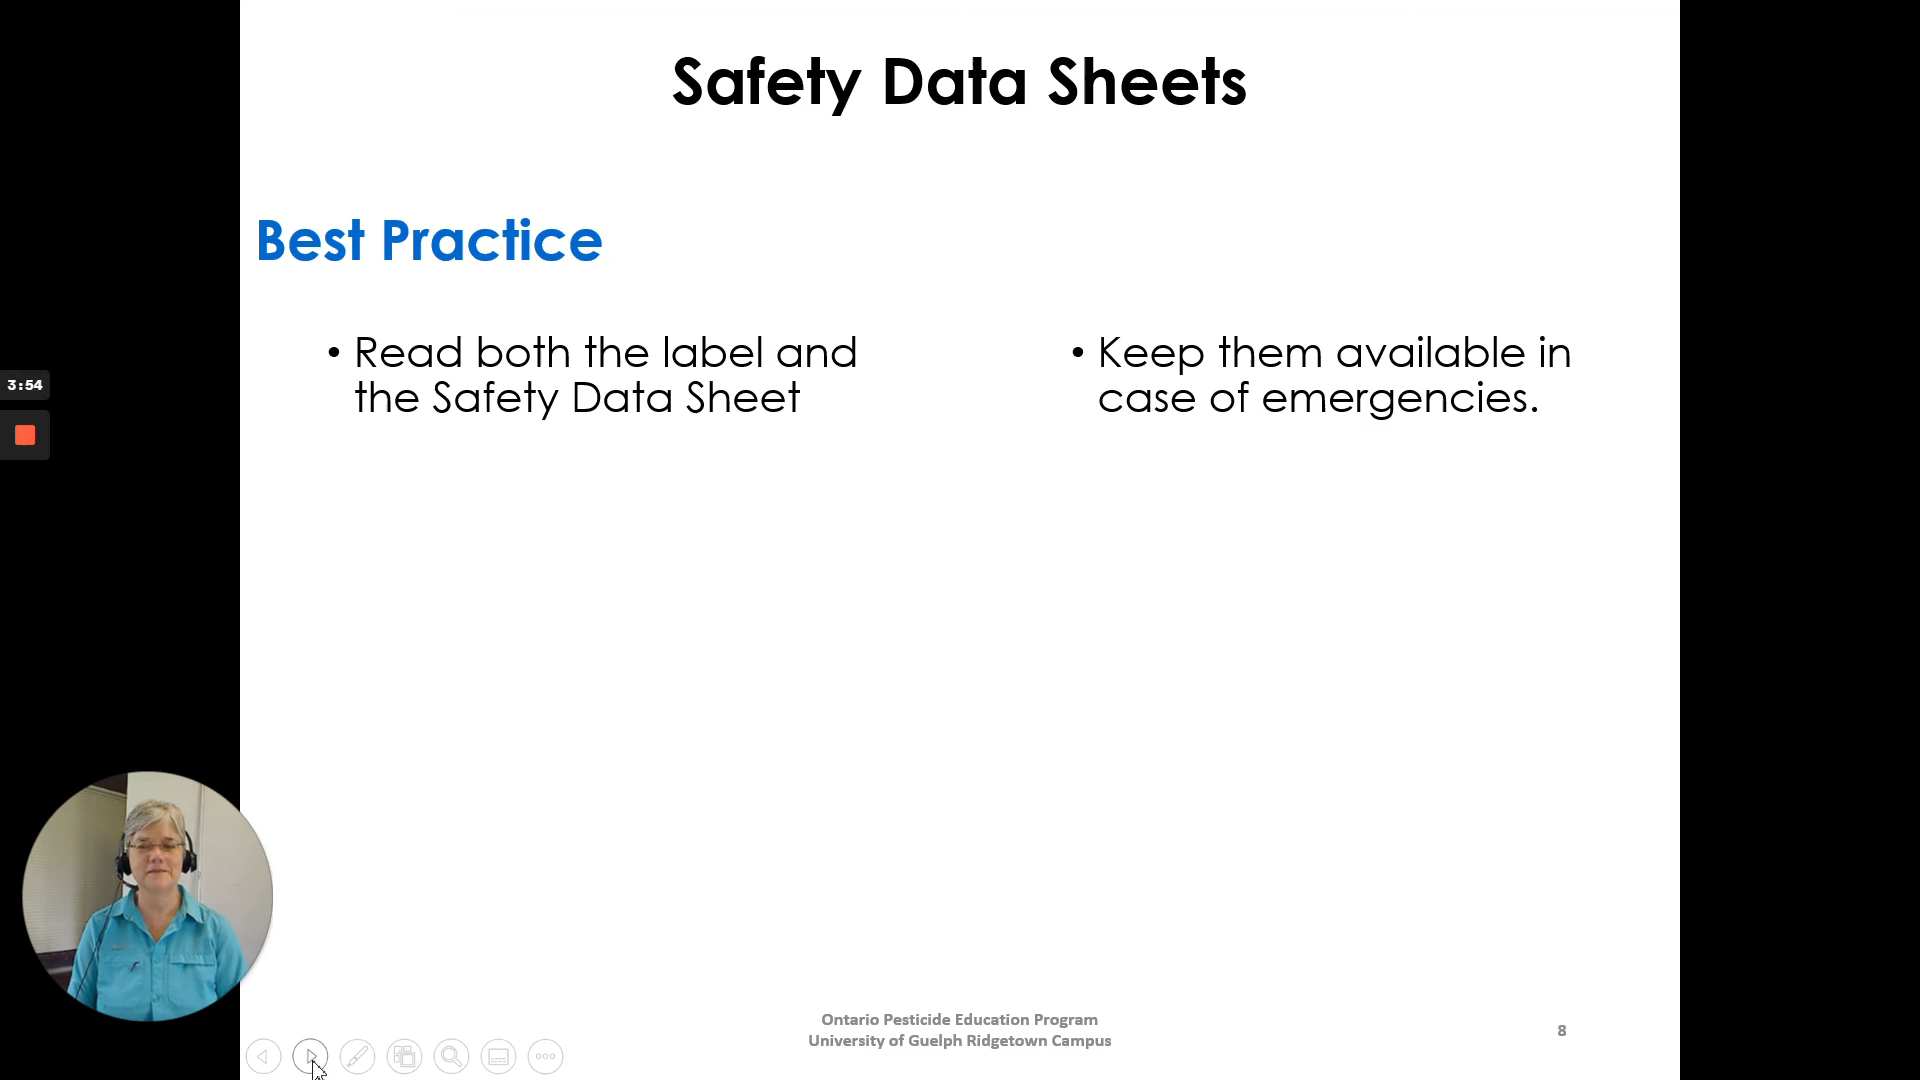 Safety Data Sheets
Best Practice
• Read both the label and
the Safety Data Sheet
• Keep them available in
case of emergencies.
3:54
Ontario Pesticide Education Program
University of Guelph Ridgetown Campus
8